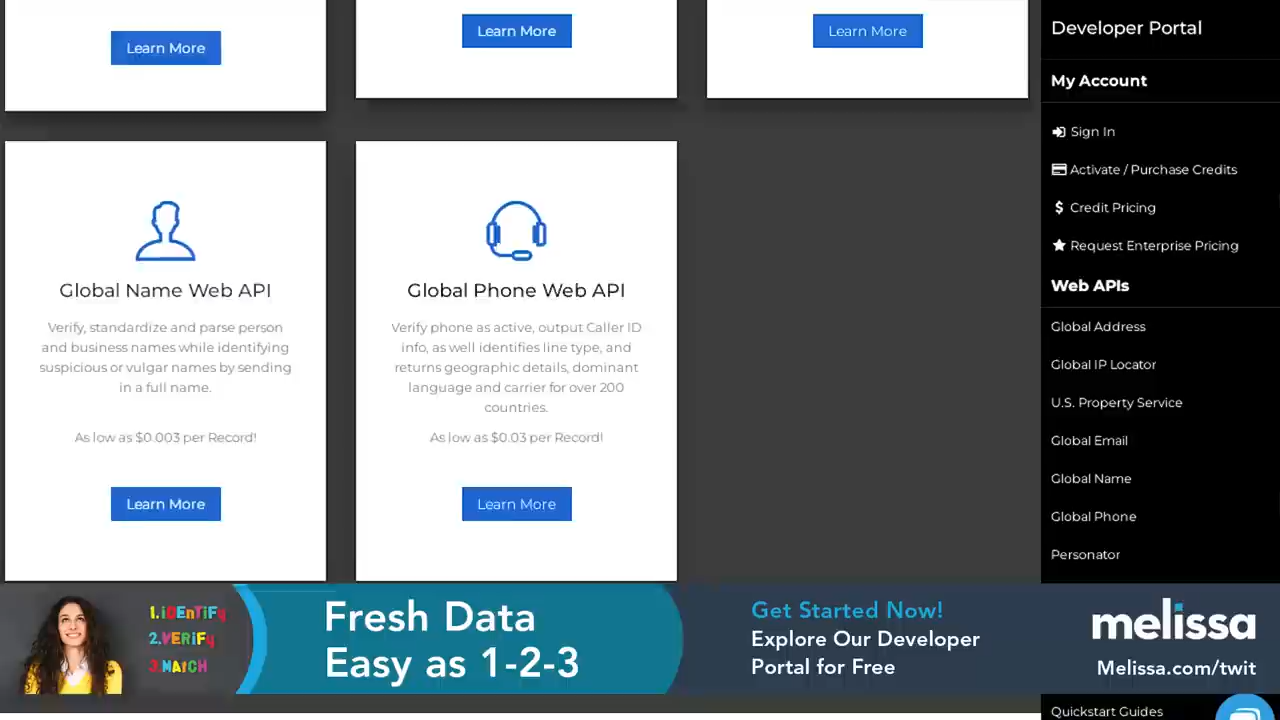 Learn More
Learn More
Learn More
Global Name Web API
Verify, standardize and parse person
and business names while identifying
suspicious or vulgar names by sending
in a full name.
As low as $0.003 per Record!
Learn More
Global Phone Web API
Verify phone as active, output Caller ID
info, as well identifies line type, and
returns geographic details, dominant
language and carrier for over 200
countries.
As low as $0.03 per Record!
Learn More
Developer Portal
My Account
Sign In
Activate / Purchase Credits
Credit Pricing
Request Enterprise Pricing
Web APIs
Global Address
Global IP Locator
U.S. Property Service
Global Email
Global Name
Global Phone
Personator
1.iDEnTiFy
2.VERiFy
3.MATCH
Fresh Data
Easy as 1-2-3
Get Started Now!
Explore Our Developer
Portal for Free
melissa
Melissa.com/twit
Quickstart Guides